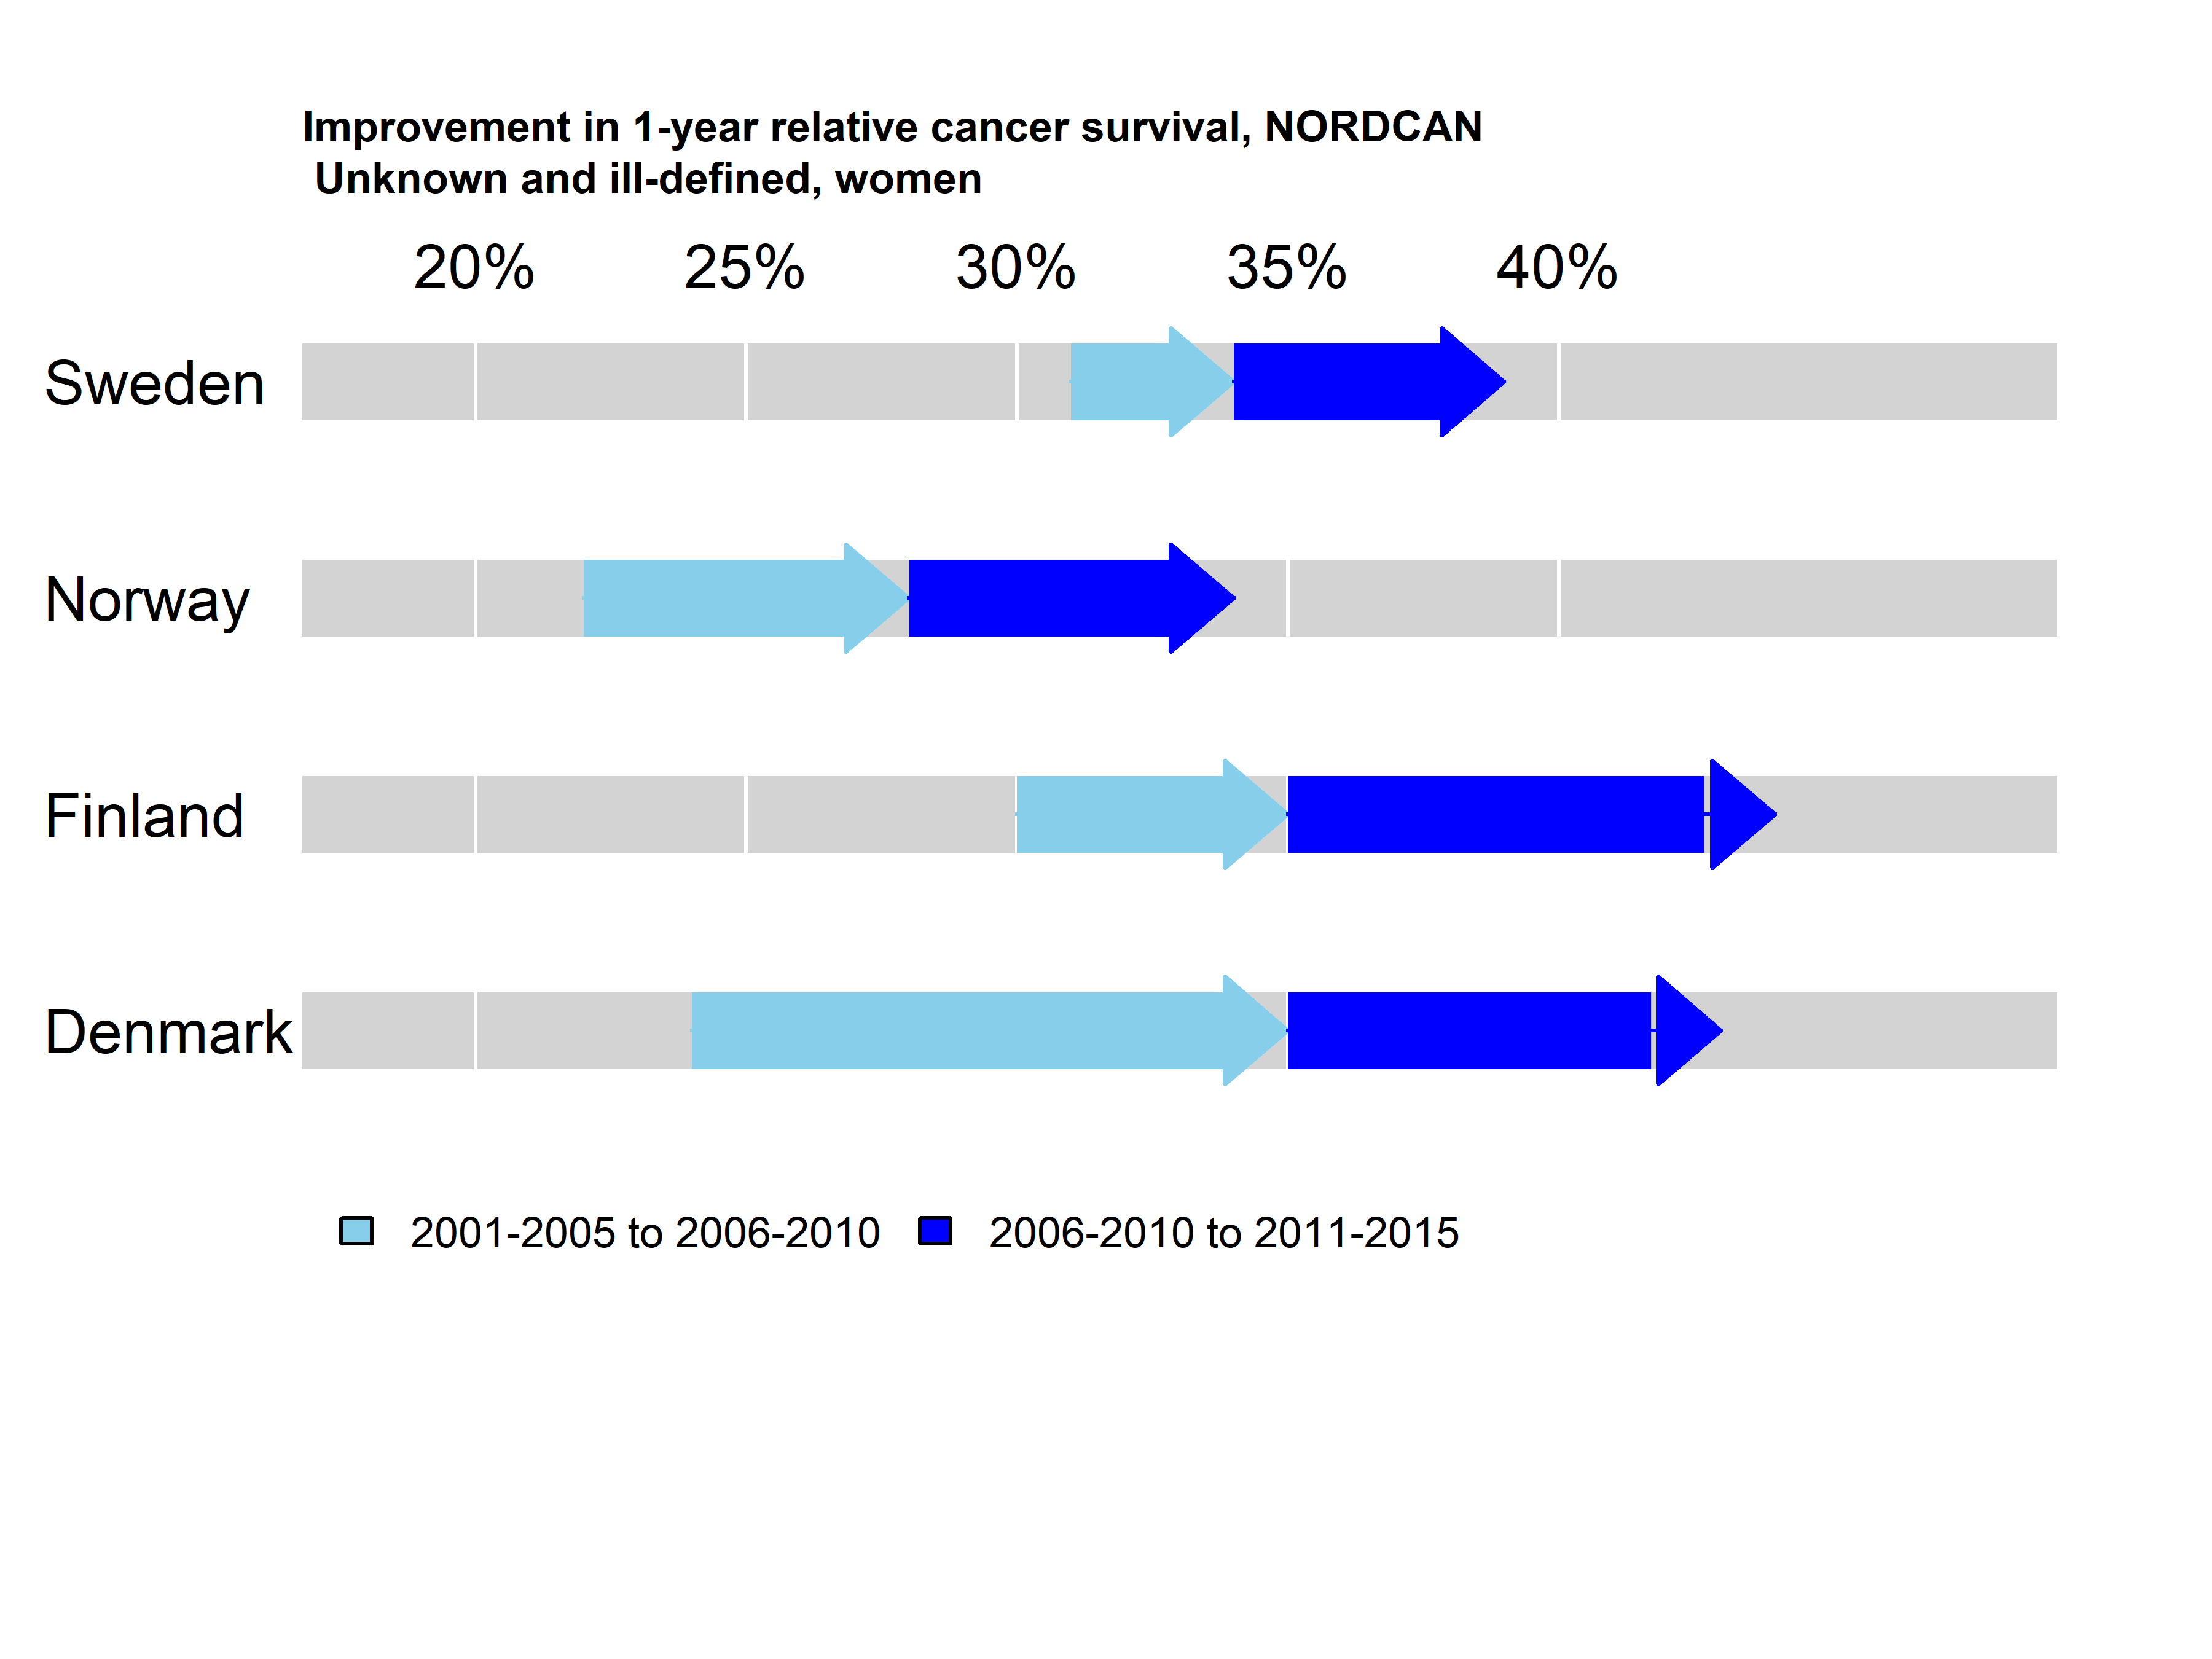 Improvement in 1-year relative cancer survival, NORDCAN
Unknown and ill-defined, women
20% 25% 30% 35% 40%
Sweden
Norway
Finland
Denmark
2001-2005 to 2006-2010 2006-2010 to 2011-2015